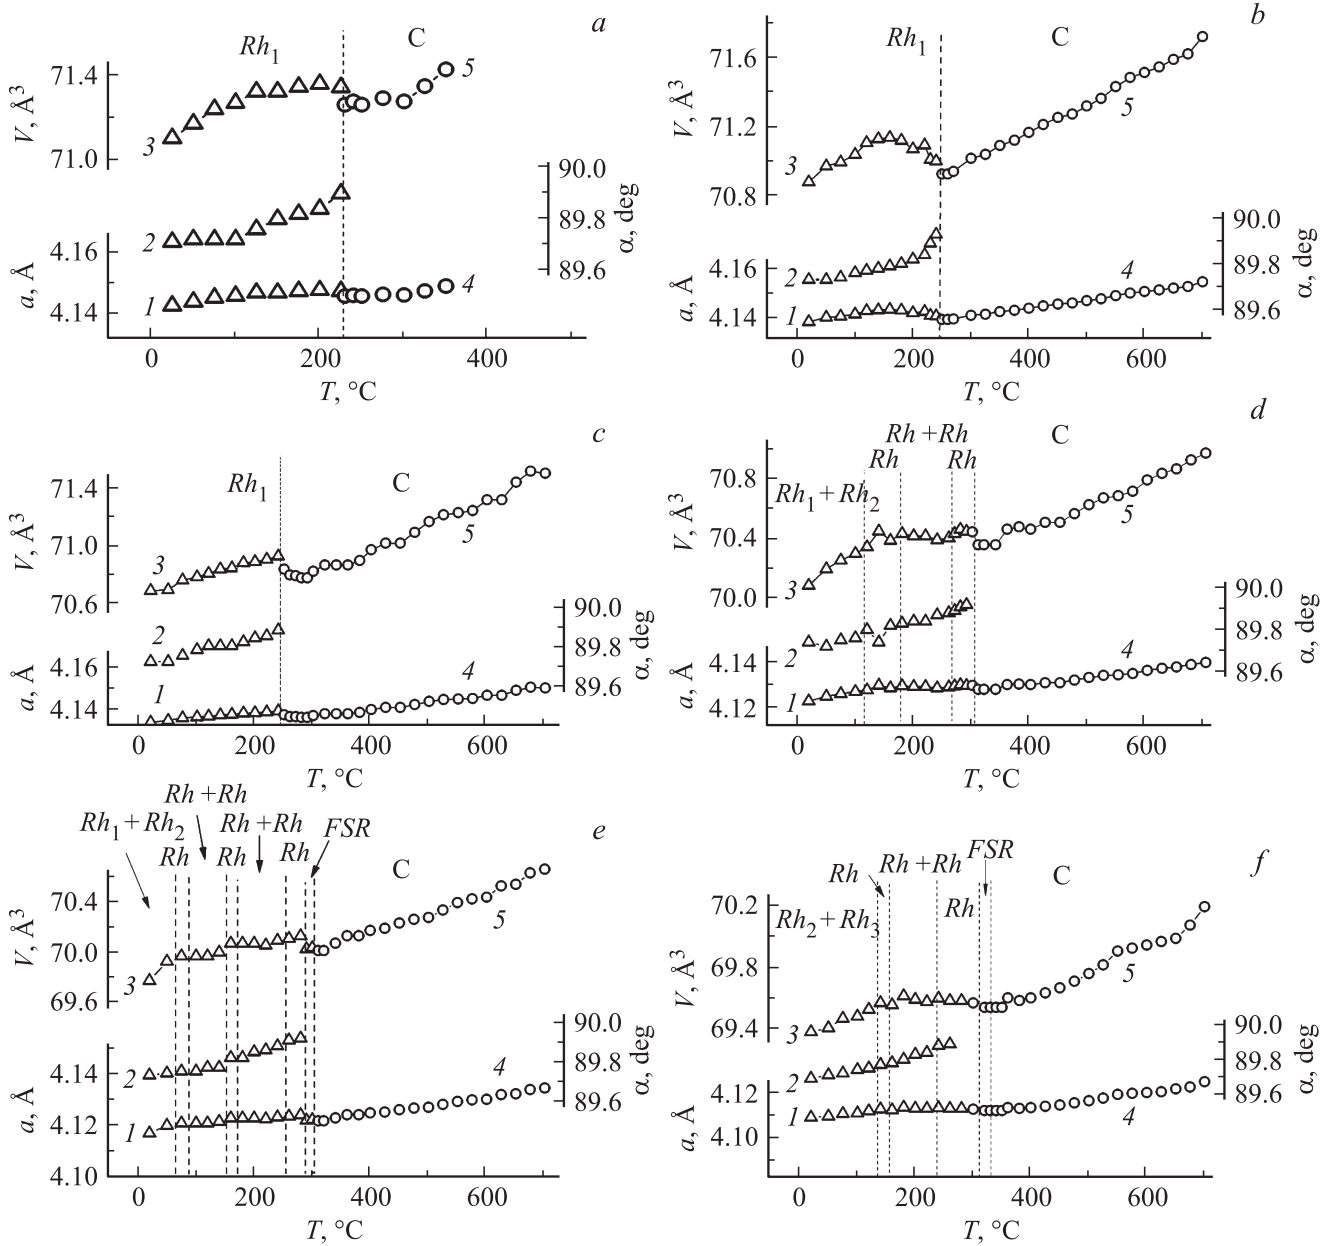 a
Rh1
C
V, Å3
71.4
71.0
5
3
90.0
89.8
89.6
α, deg
2
a, Å
4.16
4.14
1
4
0
200
400
T, °C
b
Rh1
C
V, Å3
71.6
71.2
70.8
5
3
90.0
89.8
89.6
α, deg
2
a, Å
4.16
4.14
1
4
0
200
400
600
T, °C
c
Rh1
C
V, Å3
71.4
71.0
70.6
5
3
90.0
89.8
89.6
α, deg
2
a, Å
4.16
4.14
1
4
0
200
400
600
T, °C
d
Rh + Rh
C
Rh
Rh
Rh1 + Rh2
V, Å3
70.8
70.4
70.0
5
3
90.0
89.8
89.6
α, deg
2
a, Å
4.14
4.12
1
4
0
200
400
600
T, °C
e
Rh + Rh
Rh1 + Rh2
Rh + Rh
FSR
Rh
Rh
Rh
C
V, Å3
70.4
70.0
69.6
5
3
90.0
89.8
89.6
α, deg
2
a, Å
4.14
4.12
4.10
1
4
0
200
400
600
T, °C
f
FSR
Rh
Rh + Rh
C
Rh
Rh2 + Rh3
V, Å3
70.2
69.8
69.4
5
3
90.0
89.8
89.6
α, deg
2
a, Å
4.12
4.10
1
4
0
200
400
600
T, °C